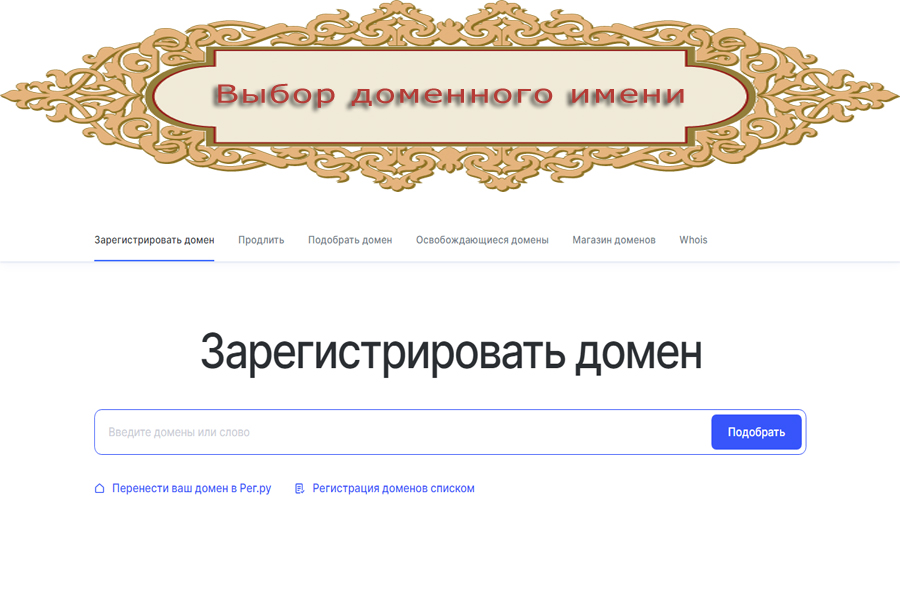 Выбор доменного имени
Зарегистрировать домен Продлить Подобрать домен Освобождающиеся домены Магазин доменов Whois
Зарегистрировать домен
Введите домены или слово Подобрать
Перенести ваш домен в Рег.ру Регистрация доменов списком